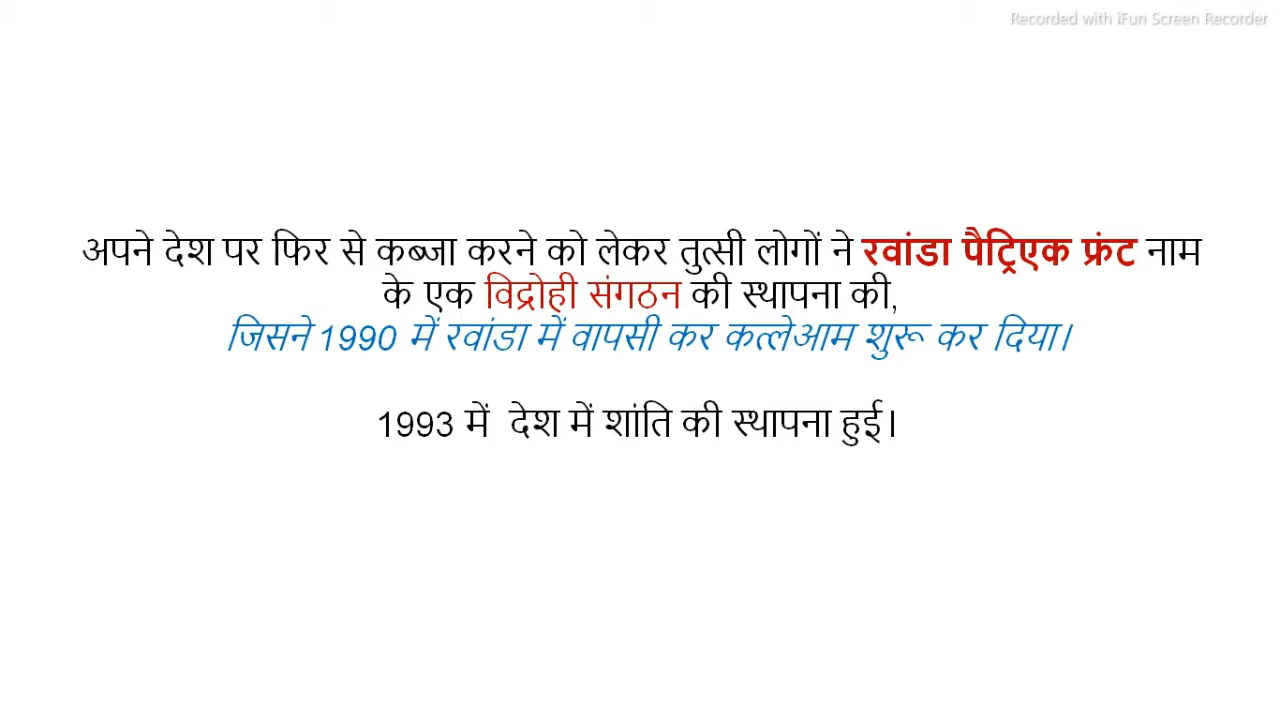 Recorded with iFun Screen Recorder
अपने देश पर फिर से कब्जा करने को लेकर तुत्सी लोगों ने रवांडा पैट्रिएक फ्रंट नाम
के एक विद्रोही संगठन की स्थापना की,
जिसने 1990 में रवांडा में वापसी कर कत्लेआम शुरू कर दिया।
1993 में देश में शांति की स्थापना हुई।